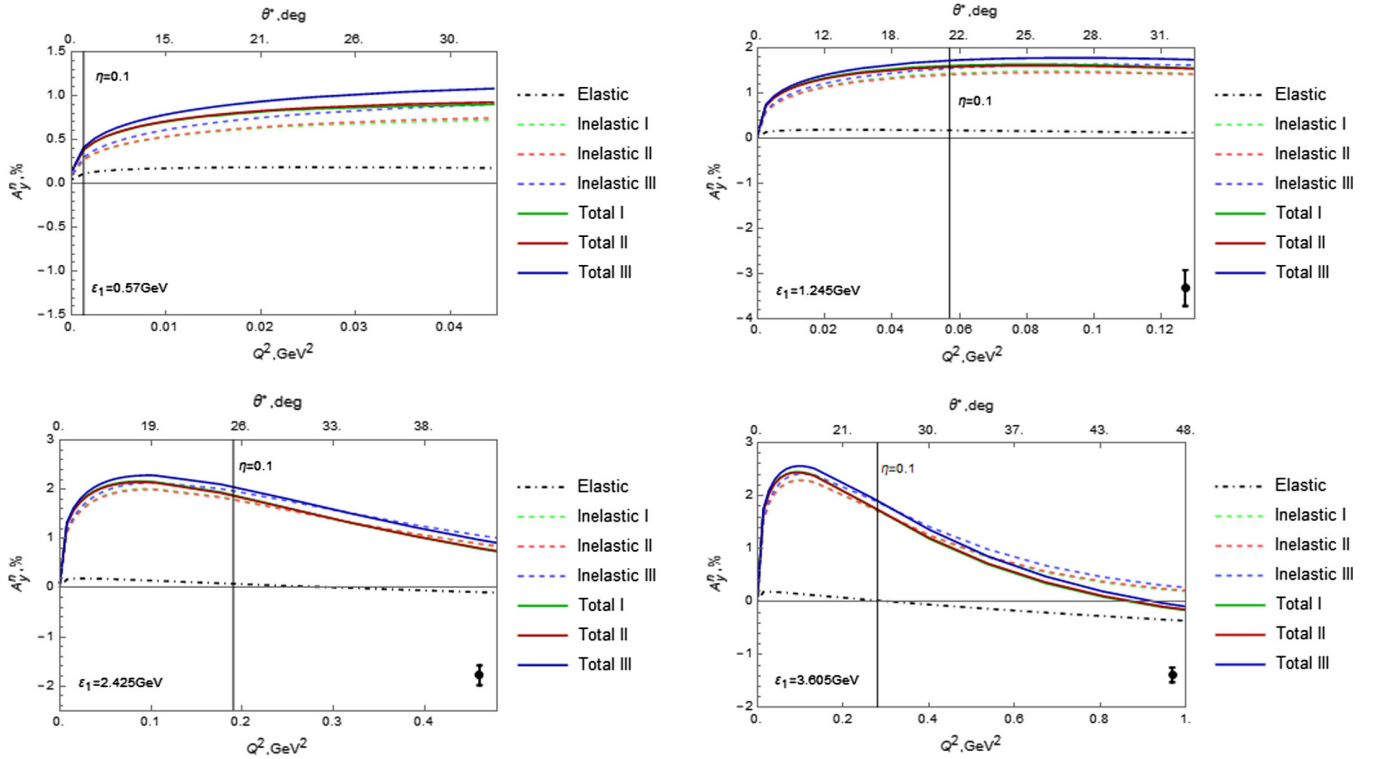 θ*,deg
0. 15. 21. 26. 30.
1.5
η=0.1
1.0
0.5
0.0
-0.5
-1.0
-1.5
A_y^n,%
ε₁=0.57GeV
0. 0.01 0.02 0.03 0.04
Q²,GeV²
Elastic
Inelastic I
Inelastic II
Inelastic III
Total I
Total II
Total III
θ*,deg
0. 12. 18. 22. 25. 28. 31.
2
1
η=0.1
0
-1
-2
-3
-4
A_y^n,%
ε₁=1.245GeV
0. 0.02 0.04 0.06 0.08 0.1 0.12
Q²,GeV²
Elastic
Inelastic I
Inelastic II
Inelastic III
Total I
Total II
Total III
θ*,deg
0. 19. 26. 33. 38.
3
η=0.1
2
1
0
-1
-2
A_y^n,%
ε₁=2.425GeV
0. 0.1 0.2 0.3 0.4
Q²,GeV²
Elastic
Inelastic I
Inelastic II
Inelastic III
Total I
Total II
Total III
θ*,deg
0. 21. 30. 37. 43. 48.
3
η=0.1
2
1
0
-1
-2
A_y^n,%
ε₁=3.605GeV
0. 0.2 0.4 0.6 0.8 1.
Q²,GeV²
Elastic
Inelastic I
Inelastic II
Inelastic III
Total I
Total II
Total III